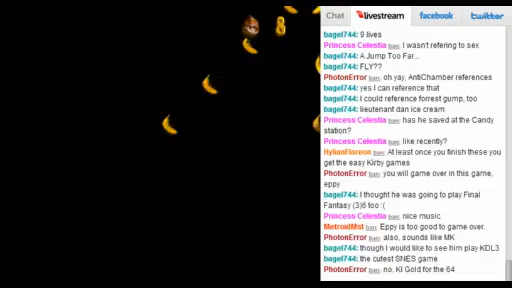 8
Chat livestream facebook twitter
bagel744: 9 lives
Princess Celestia ban: I wasn't refering to sex
bagel744: A Jump Too Far...
bagel744: FLY??
PhotonError ban: oh yay, AntiChamber references
bagel744: yes I can reference that
bagel744: I could reference forrest gump, too
bagel744: lieutenant dan ice cream
Princess Celestia ban: has he saved at the Candy
station?
Princess Celestia ban: like recently?
HylianFlareon ban: At least once you finish these you
get the easy Kirby games
PhotonError ban: you will game over in this game,
eppy
bagel744: I thought he was going to play Final
Fantasy (3)6 too :(
Princess Celestia ban: nice music
MetroidMst ban: Eppy is too good to game over.
PhotonError ban: also, sounds like MK
bagel744: though I would like to see him play KDL3
bagel744: the cutest SNES game
PhotonError ban: no, KI Gold for the 64